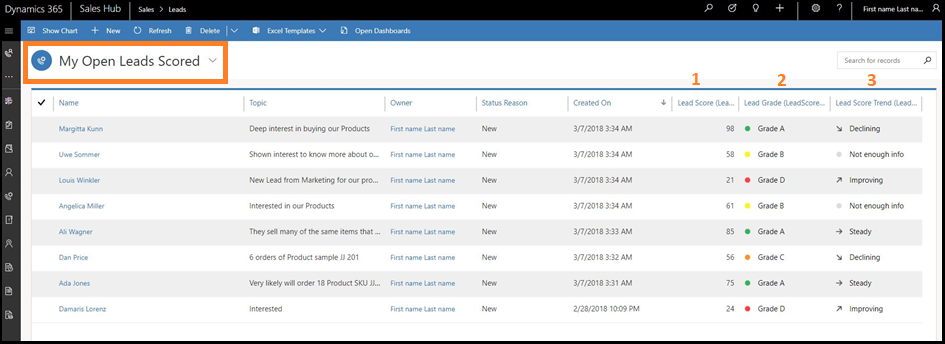 Dynamics 365 Sales Hub Sales > Leads First name Last na...
Show Chart New Refresh Delete Excel Templates Open Dashboards
My Open Leads Scored Search for records
1 2 3
Name Topic Owner Status Reason Created On Lead Score (Lea... Lead Grade (LeadScore... Lead Score Trend (Lead...
Margitta Kunn Deep interest in buying our Products First name Last name New 3/7/2018 3:34 AM 98 Grade A Declining
Uwe Sommer Shown interest to know more about o... First name Last name New 3/7/2018 3:34 AM 58 Grade B Not enough info
Louis Winkler New Lead from Marketing for our pro... First name Last name New 3/7/2018 3:34 AM 21 Grade D Improving
Angelica Miller Interested in our Products First name Last name New 3/7/2018 3:34 AM 61 Grade B Not enough info
Ali Wagner They sell many of the same items that ... First name Last name New 3/7/2018 3:33 AM 85 Grade A Steady
Dan Price 6 orders of Product sample JJ 201 First name Last name New 3/7/2018 3:32 AM 56 Grade C Declining
Ada Jones Very likely will order 18 Product SKU JJ... First name Last name New 3/7/2018 3:31 AM 75 Grade A Steady
Damaris Lorenz Interested First name Last name New 2/28/2018 10:09 PM 24 Grade D Improving